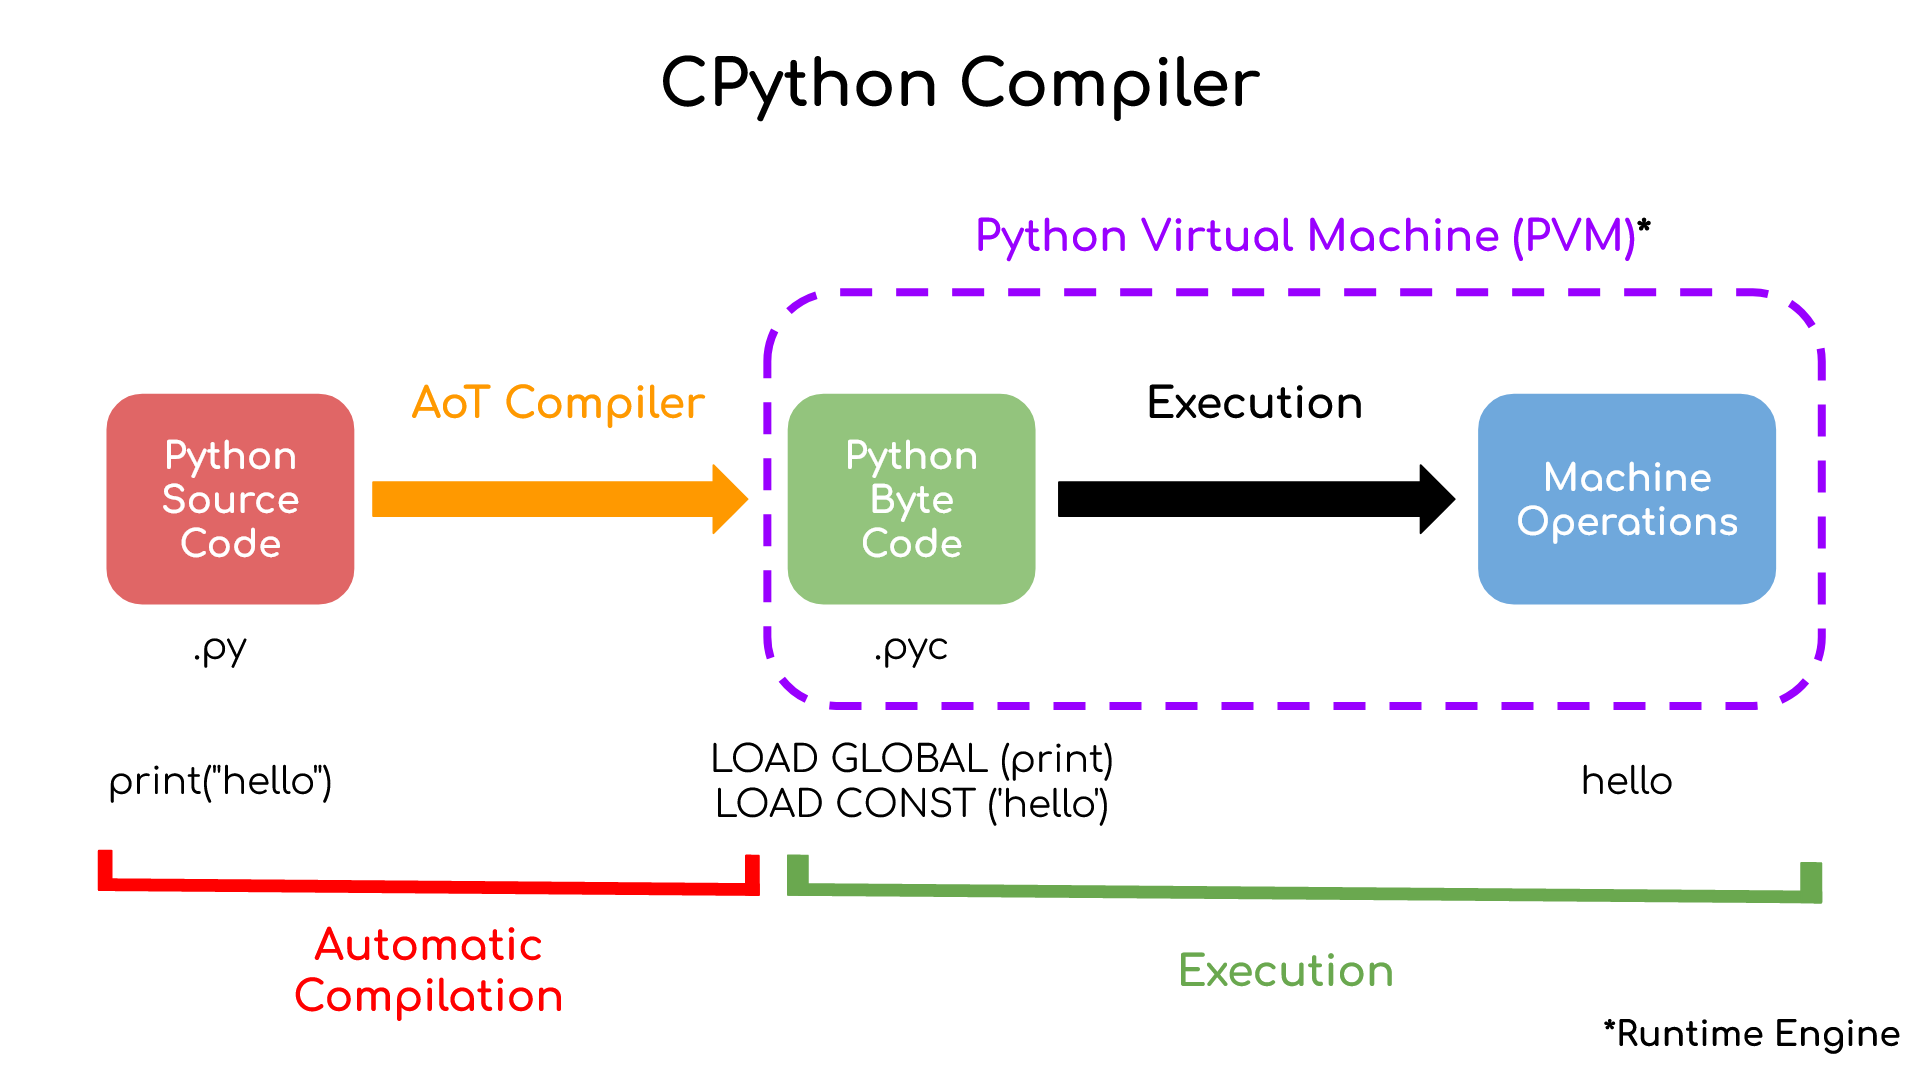 CPython Compiler
Python Virtual Machine (PVM)*
AoT Compiler
Execution
Python
Source
Code
Python
Byte
Code
Machine
Operations
.py
.pyc
print("hello")
LOAD GLOBAL (print)
LOAD CONST ('hello')
hello
Automatic
Compilation
Execution
*Runtime Engine